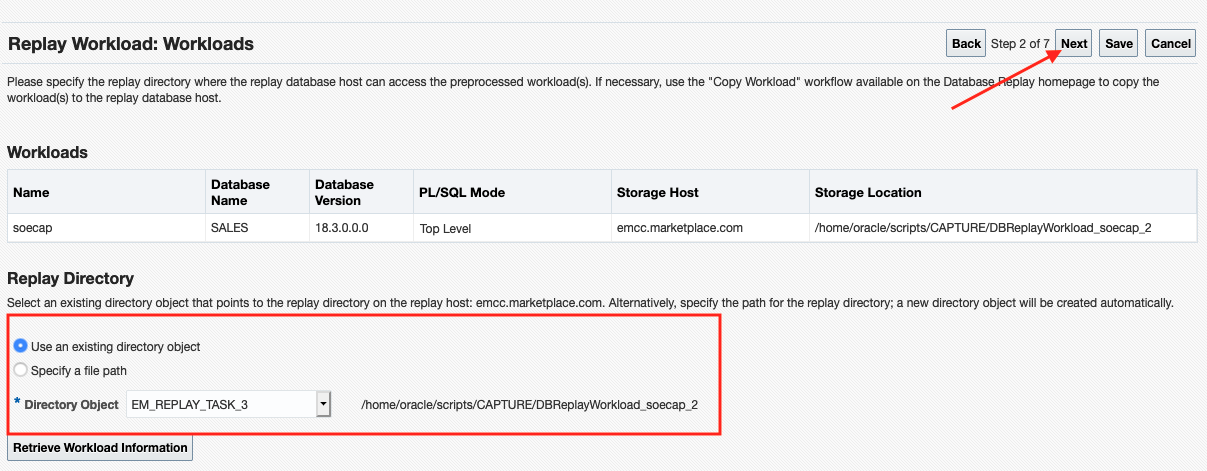 Replay Workload: Workloads
Back Step 2 of 7 Next Save Cancel
Please specify the replay directory where the replay database host can access the preprocessed workload(s). If necessary, use the "Copy Workload" workflow available on the Database Replay homepage to copy the
workload(s) to the replay database host.
Workloads
Name Database Name Database Version PL/SQL Mode Storage Host Storage Location
soecap SALES 18.3.0.0.0 Top Level emcc.marketplace.com /home/oracle/scripts/CAPTURE/DBReplayWorkload_soecap_2
Replay Directory
Select an existing directory object that points to the replay directory on the replay host: emcc.marketplace.com. Alternatively, specify the path for the replay directory; a new directory object will be created automatically.
Use an existing directory object
Specify a file path
* Directory Object EM_REPLAY_TASK_3 /home/oracle/scripts/CAPTURE/DBReplayWorkload_soecap_2
Retrieve Workload Information